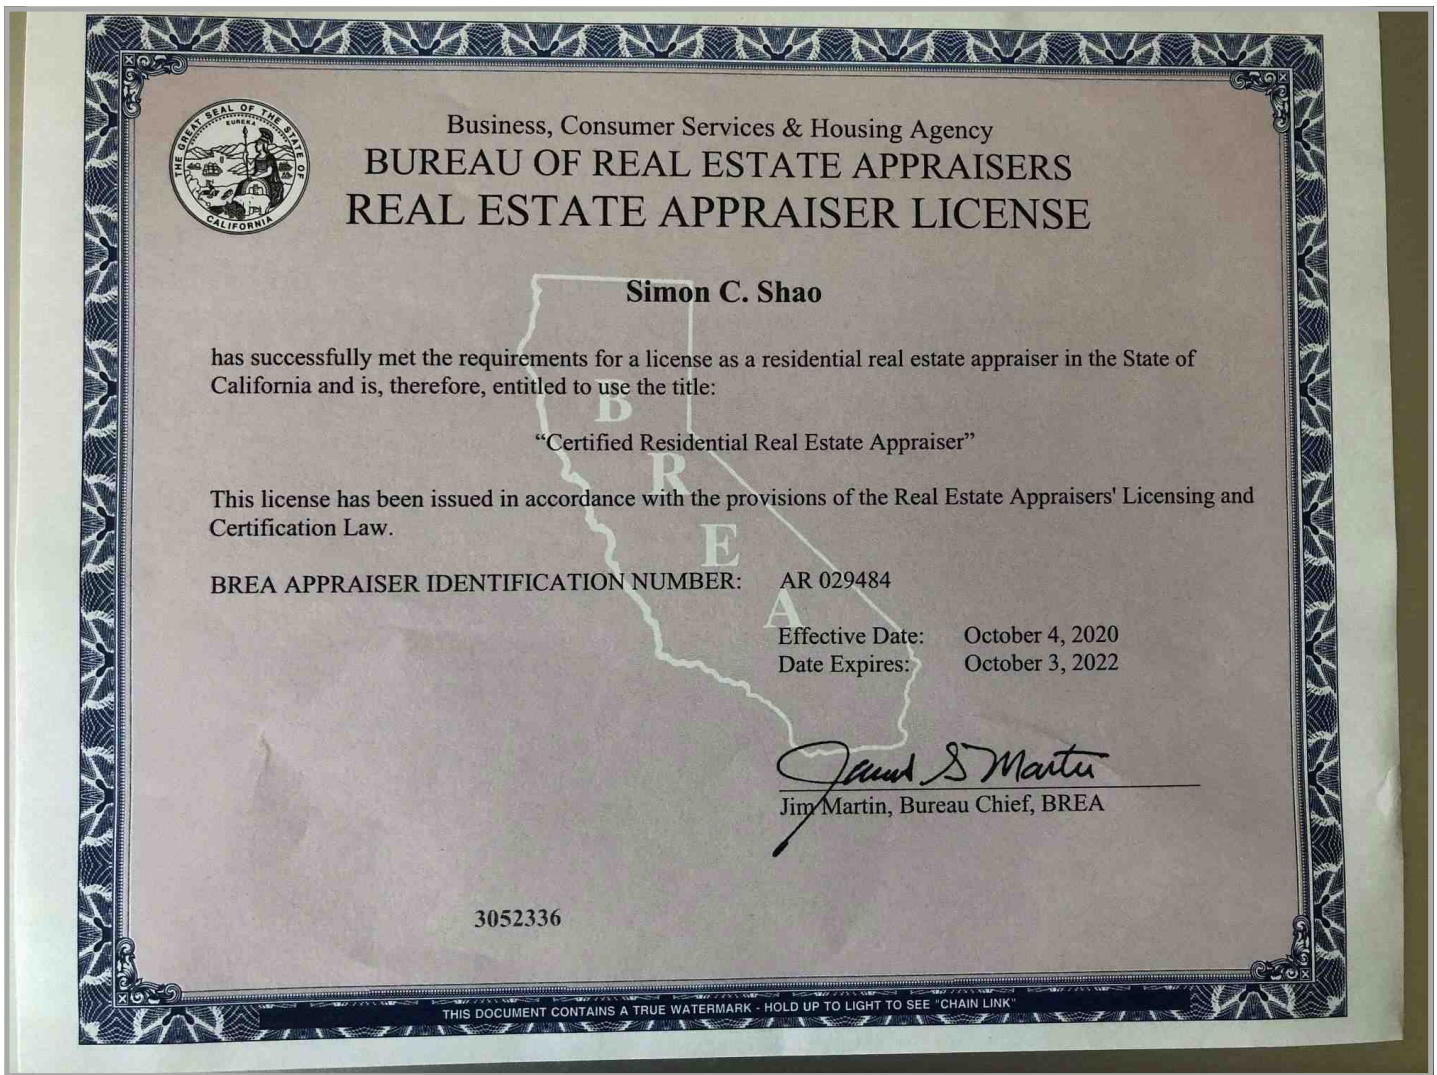 THE GREAT SEAL OF THE STATE OF CALIFORNIA
EUREKA
Business, Consumer Services & Housing Agency
BUREAU OF REAL ESTATE APPRAISERS
REAL ESTATE APPRAISER LICENSE
Simon C. Shao
has successfully met the requirements for a license as a residential real estate appraiser in the State of
California and is, therefore, entitled to use the title:
“Certified Residential Real Estate Appraiser”
This license has been issued in accordance with the provisions of the Real Estate Appraisers' Licensing and
Certification Law.
B
R
E
A
BREA APPRAISER IDENTIFICATION NUMBER: AR 029484
Effective Date: October 4, 2020
Date Expires: October 3, 2022
James S Martin
Jim Martin, Bureau Chief, BREA
3052336
THIS DOCUMENT CONTAINS A TRUE WATERMARK - HOLD UP TO LIGHT TO SEE "CHAIN LINK"